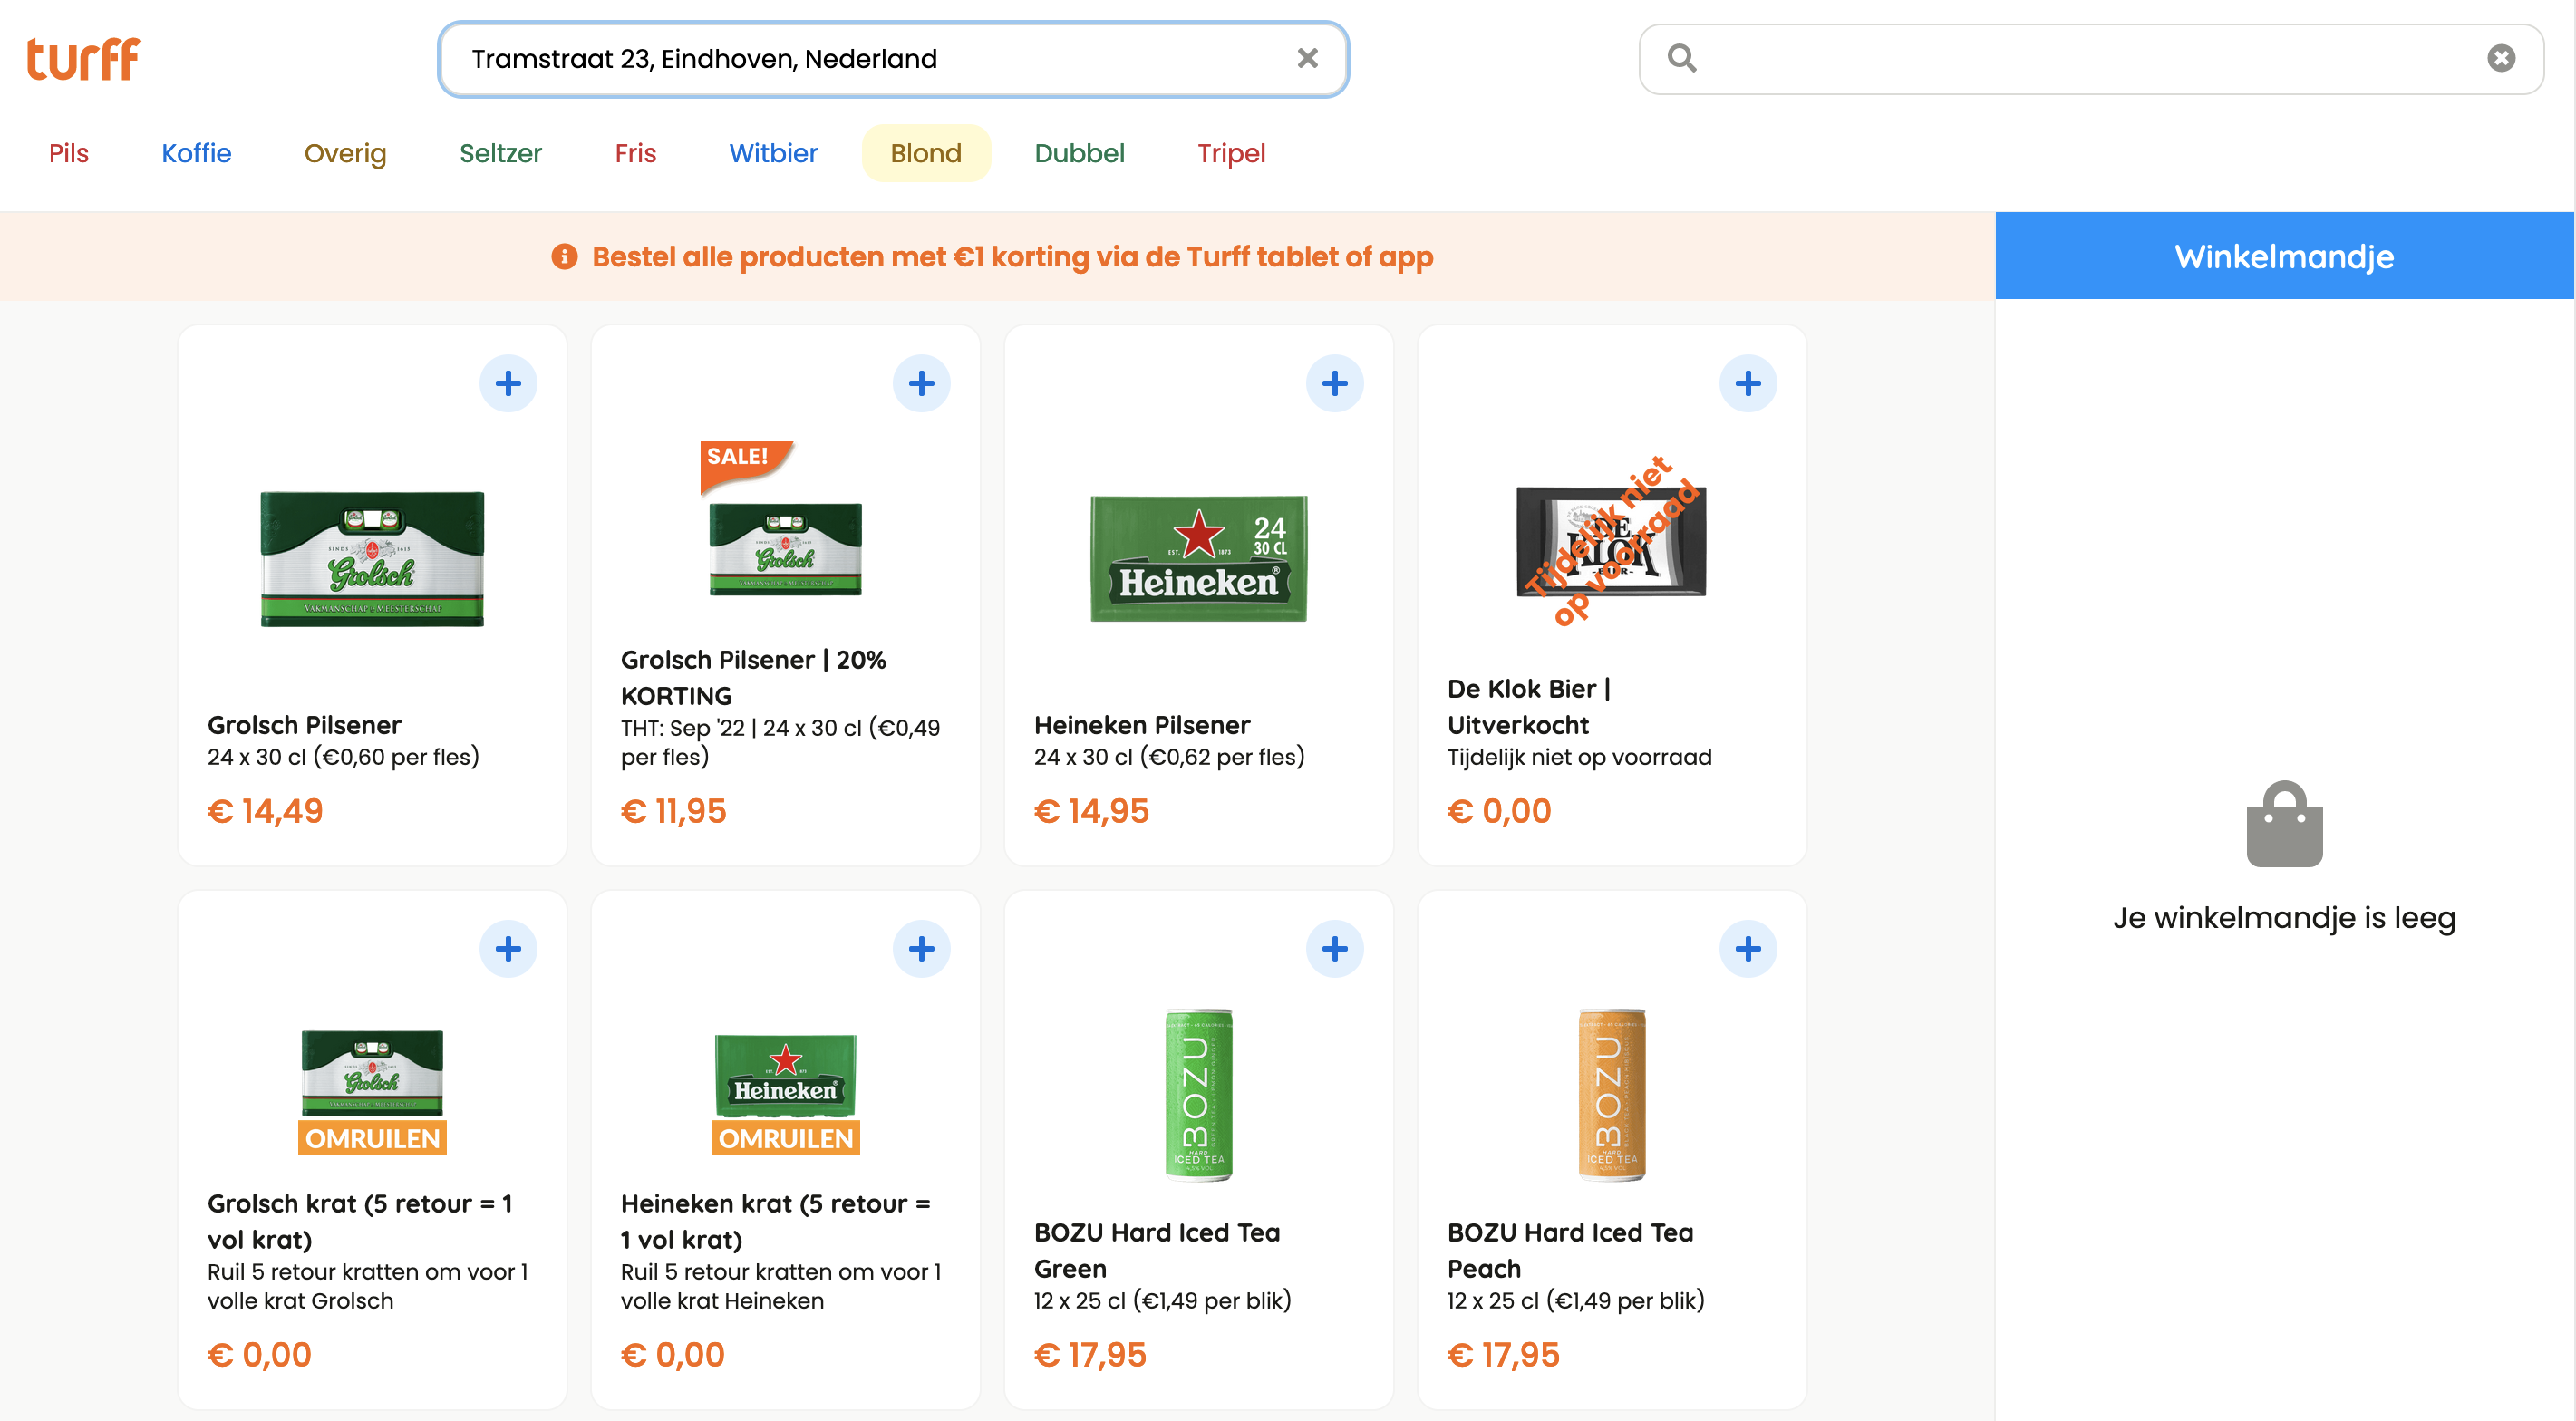 turff
Tramstraat 23, Eindhoven, Nederland
Pils Koffie Overig Seltzer Fris Witbier Blond Dubbel Tripel
Bestel alle producten met €1 korting via de Turff tablet of app
Winkelmandje
Grolsch
VAKMANSCHAP & MEESTERSCHAP
Grolsch Pilsener
24 x 30 cl (€0,60 per fles)
€ 14,49
SALE!
Grolsch
Grolsch Pilsener | 20%
KORTING
THT: Sep '22 | 24 x 30 cl (€0,49
per fles)
€ 11,95
24
30 CL
EST. 1873
Heineken®
Heineken Pilsener
24 x 30 cl (€0,62 per fles)
€ 14,95
DE
KLOK
BIER
Tijdelijk niet
op voorraad
De Klok Bier |
Uitverkocht
Tijdelijk niet op voorraad
€ 0,00
Je winkelmandje is leeg
Grolsch
OMRUILEN
Grolsch krat (5 retour = 1
vol krat)
Ruil 5 retour kratten om voor 1
volle krat Grolsch
€ 0,00
Heineken
OMRUILEN
Heineken krat (5 retour =
1 vol krat)
Ruil 5 retour kratten om voor 1
volle krat Heineken
€ 0,00
BOZU
HARD
ICED TEA
BOZU Hard Iced Tea
Green
12 x 25 cl (€1,49 per blik)
€ 17,95
BOZU
HARD
ICED TEA
BOZU Hard Iced Tea
Peach
12 x 25 cl (€1,49 per blik)
€ 17,95